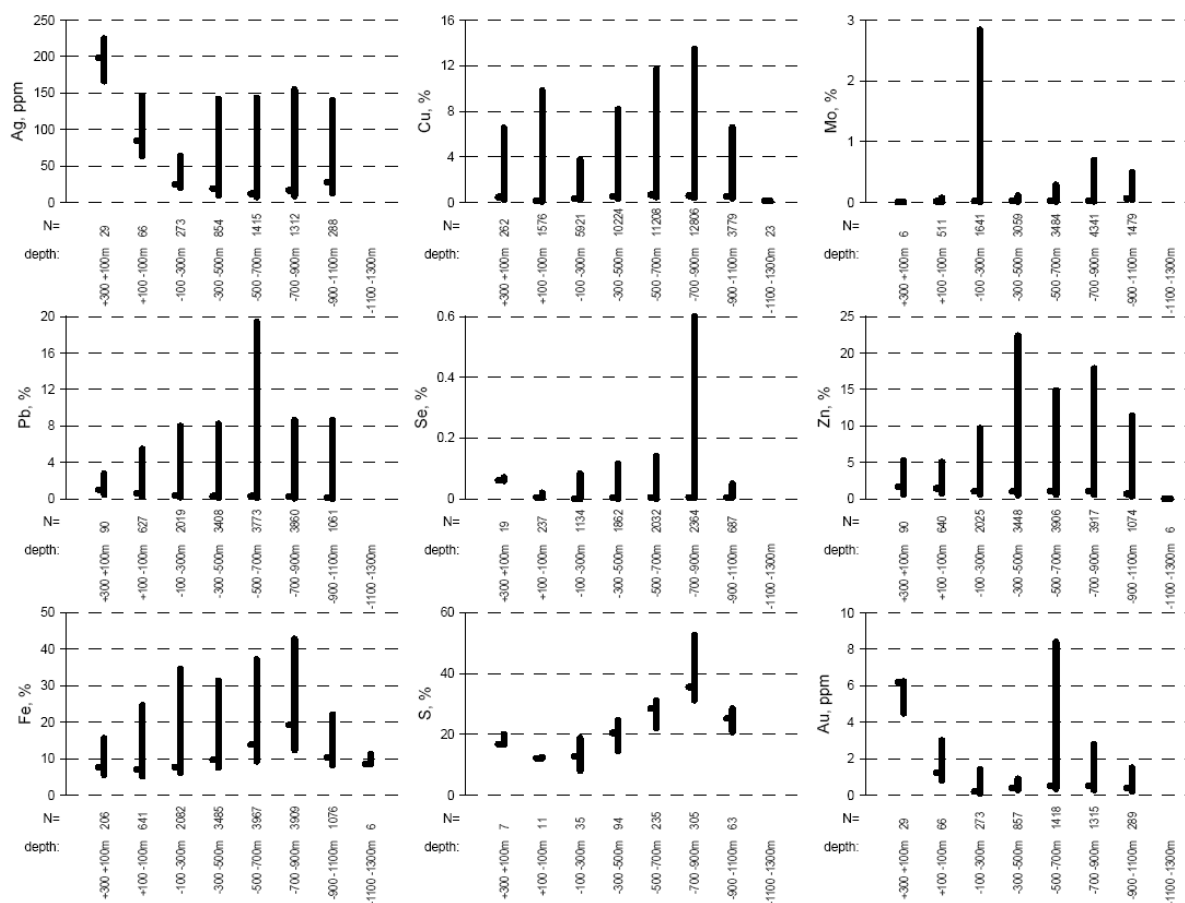 Ag, ppm
250
200
150
100
50
0
N= 29 66 273 854 1415 1312 288
depth: +300 +100m +100 -100m -100 -300m -300 -500m -500 -700m -700 -900m -900 -1100m -1100 -1300m
Cu, %
16
12
8
4
0
N= 262 1576 5921 10224 11208 12806 3779 23
depth: +300 +100m +100 -100m -100 -300m -300 -500m -500 -700m -700 -900m -900 -1100m -1100 -1300m
Mo, %
3
2
1
0
N= 6 511 1641 3059 3484 4341 1479
depth: +300 +100m +100 -100m -100 -300m -300 -500m -500 -700m -700 -900m -900 -1100m -1100 -1300m
Pb, %
20
16
12
8
4
0
N= 90 627 2019 3408 3773 3860 1061
depth: +300 +100m +100 -100m -100 -300m -300 -500m -500 -700m -700 -900m -900 -1100m -1100 -1300m
Se, %
0.6
0.4
0.2
0
N= 19 237 1134 1862 2032 2364 687
depth: +300 +100m +100 -100m -100 -300m -300 -500m -500 -700m -700 -900m -900 -1100m -1100 -1300m
Zn, %
25
20
15
10
5
0
N= 90 640 2025 3448 3906 3917 1074 6
depth: +300 +100m +100 -100m -100 -300m -300 -500m -500 -700m -700 -900m -900 -1100m -1100 -1300m
Fe, %
50
40
30
20
10
0
N= 206 641 2082 3485 3967 3909 1076 6
depth: +300 +100m +100 -100m -100 -300m -300 -500m -500 -700m -700 -900m -900 -1100m -1100 -1300m
S, %
60
40
20
0
N= 7 11 35 94 235 305 63
depth: +300 +100m +100 -100m -100 -300m -300 -500m -500 -700m -700 -900m -900 -1100m -1100 -1300m
Au, ppm
10
8
6
4
2
0
N= 29 66 273 857 1418 1315 289
depth: +300 +100m +100 -100m -100 -300m -300 -500m -500 -700m -700 -900m -900 -1100m -1100 -1300m